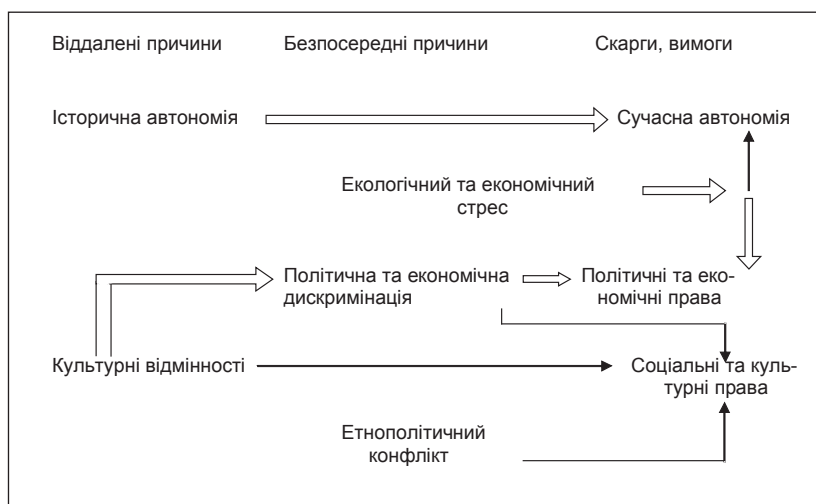 Віддалені причини Безпосередні причини Скарги, вимоги
Історична автономія Сучасна автономія
Екологічний та економічний
стрес
Політична та економічна Політичні та еко-
дискримінація номічні права
Культурні відмінності Соціальні та куль-
турні права
Етнополітичний
конфлікт